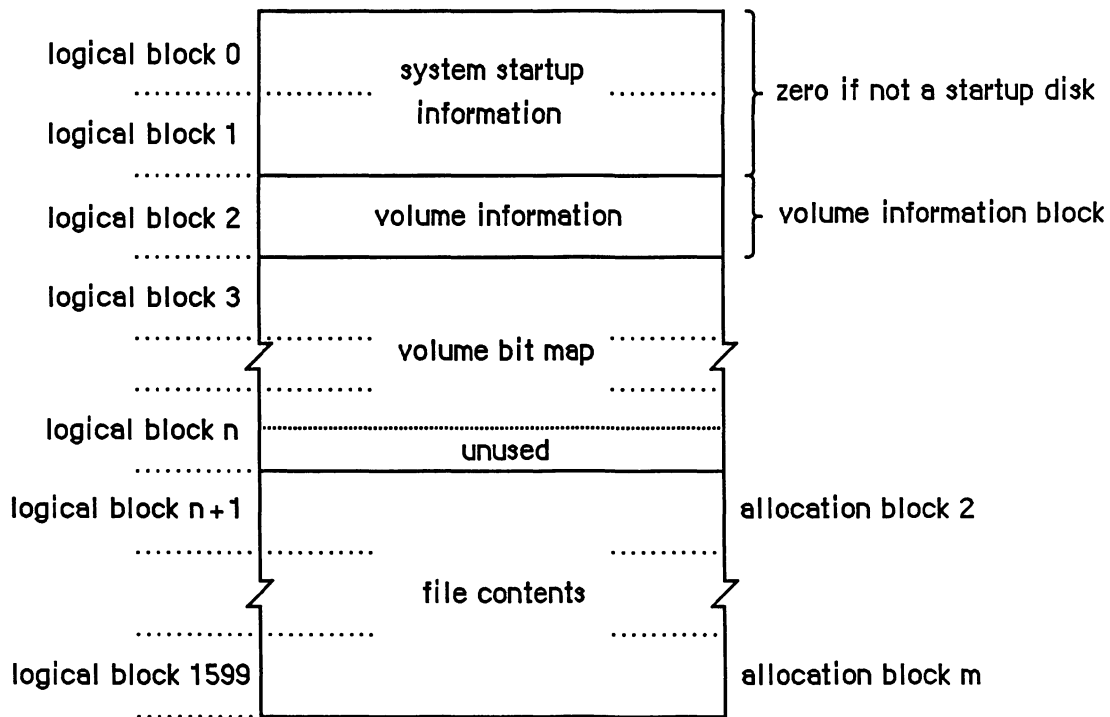 logical block 0
system startup
information
zero if not a startup disk
logical block 1
logical block 2
volume information
volume information block
logical block 3
volume bit map
logical block n
unused
logical block n+1
allocation block 2
file contents
logical block 1599
allocation block m